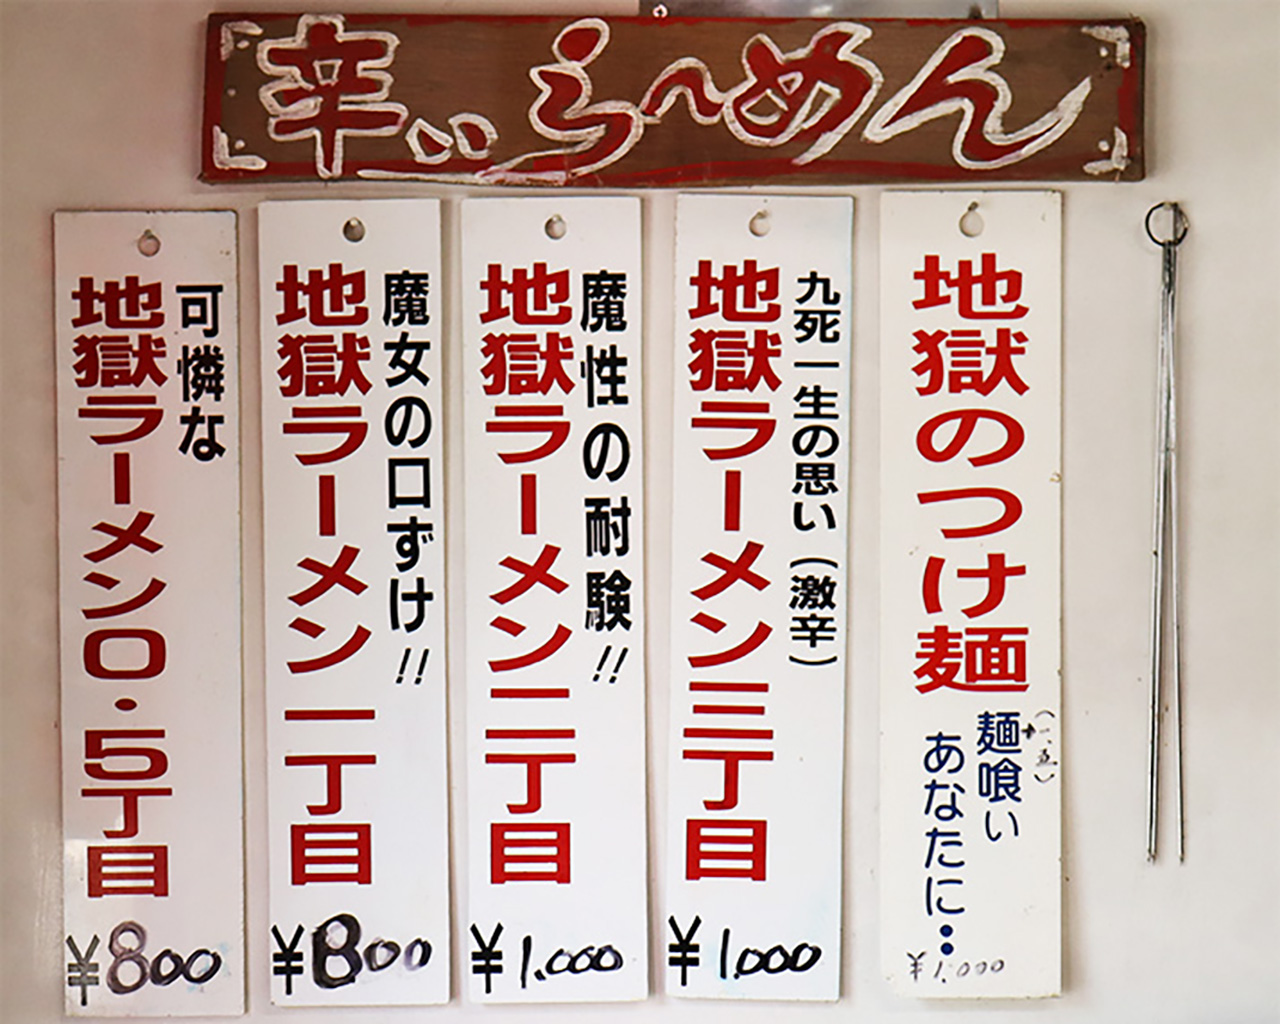 辛いら〜めん
可憐な
地獄ラーメン0・5丁目
¥800
魔女の口ずけ!!
地獄ラーメン一丁目
¥800
魔性の耐験!!
地獄ラーメン二丁目
¥1.000
九死一生の思い（激辛）
地獄ラーメン三丁目
¥1.000
地獄のつけ麺
（一、五）
麺喰い
あなたに…
¥1.000